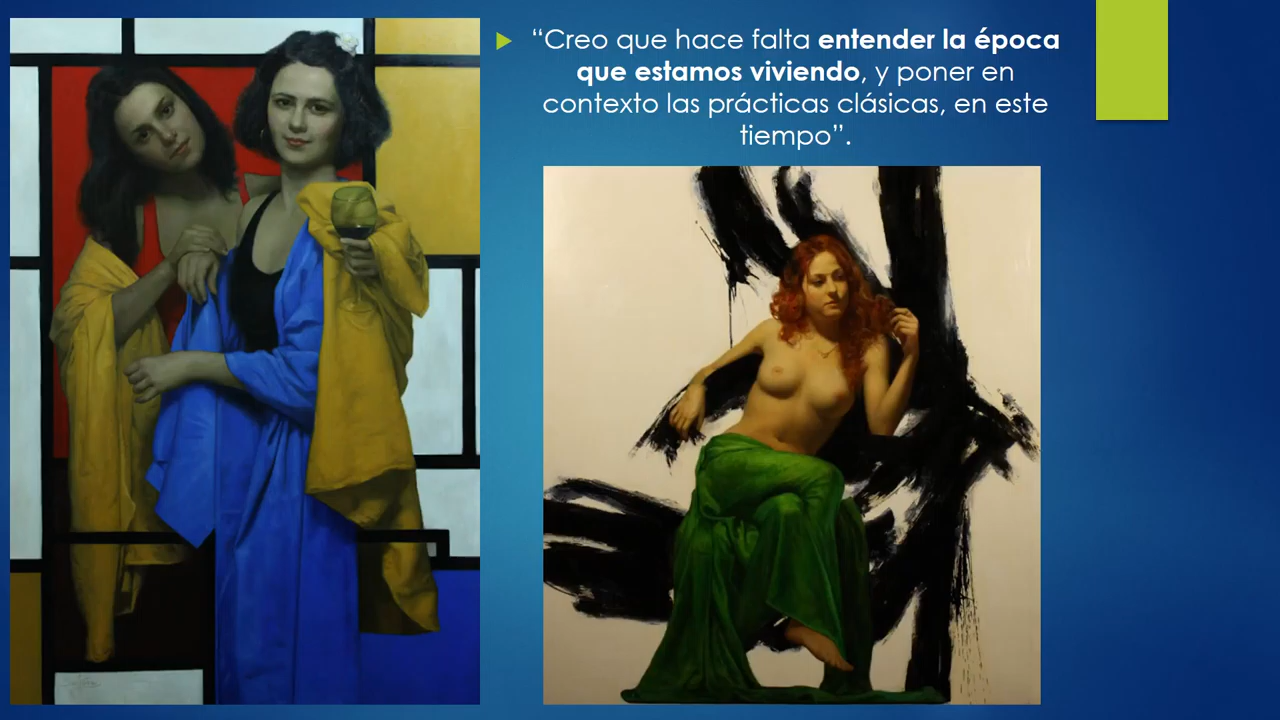 “Creo que hace falta entender la época
que estamos viviendo, y poner en
contexto las prácticas clásicas, en este
tiempo”.